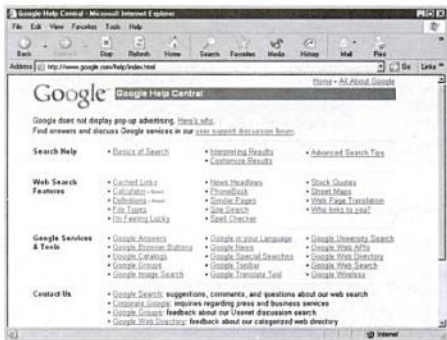 Google Help Central - Microsoft Internet Explorer
File Edit View Favorites Tools Help
Back Stop Refresh Home Search Favorites Media History Mail Print
Address http://www.google.com/help/index.html Go Links »
Home - All About Google
Google Google Help Central
Google does not display pop-up advertising. Here's why.
Find answers and discuss Google services in our user support discussion forum.
Search Help • Basics of Search • Interpreting Results • Advanced Search Tips
• Customize Results
Web Search • Cached Links • News Headlines • Stock Quotes
Features • Calculator - New! • PhoneBook • Street Maps
• Definitions - New! • Similar Pages • Web Page Translation
• File Types • Site Search • Who links to you?
• I'm Feeling Lucky • Spell Checker
Google Services • Google Answers • Google in your Language • Google University Search
& Tools • Google Browser Buttons • Google News • Google Web APIs
• Google Catalogs • Google Special Searches • Google Web Directory
• Google Groups • Google Toolbar • Google Web Search
• Google Image Search • Google Translate Tool • Google Wireless
Contact Us • Google Search: suggestions, comments, and questions about our web search
• Corporate Google: inquiries regarding press and business services
• Google Groups: feedback about our Usenet discussion search
• Google Web Directory: feedback about our categorized web directory
Internet